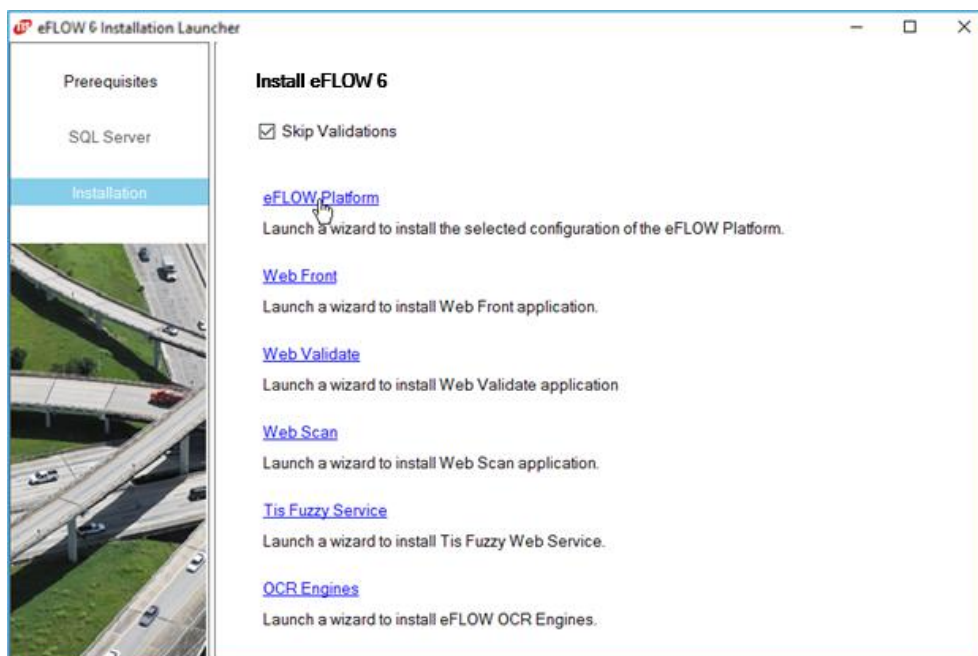 eFLOW 6 Installation Launcher
Prerequisites
SQL Server
Installation
Install eFLOW 6
Skip Validations
eFLOW Platform
Launch a wizard to install the selected configuration of the eFLOW Platform.
Web Front
Launch a wizard to install Web Front application.
Web Validate
Launch a wizard to install Web Validate application
Web Scan
Launch a wizard to install Web Scan application.
Tis Fuzzy Service
Launch a wizard to install Tis Fuzzy Web Service.
OCR Engines
Launch a wizard to install eFLOW OCR Engines.